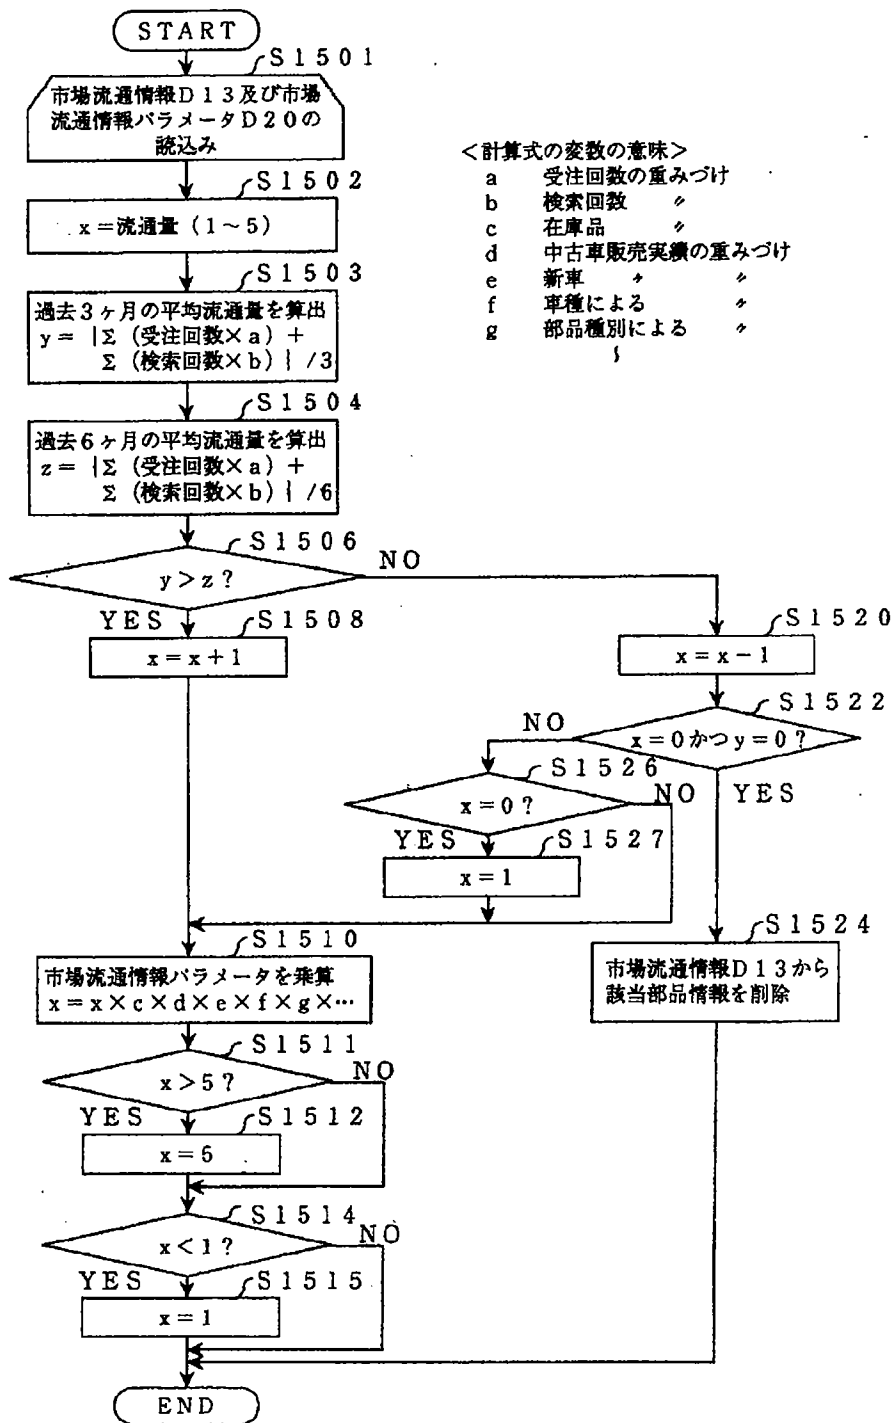 START
S1501
市場流通情報D13及び市場
流通情報パラメータD20の
読込み
<計算式の変数の意味>
a 受注回数の重みづけ
b 検索回数 〃
c 在庫品 〃
d 中古車販売実績の重みづけ
e 新車 〃 〃
f 車種による 〃
g 部品種別による 〃
S1502
x=流通量(1~5)
S1503
過去3ヶ月の平均流通量を算出
y= {Σ(受注回数×a)+
Σ(検索回数×b)} /3
S1504
過去6ヶ月の平均流通量を算出
z= {Σ(受注回数×a)+
Σ(検索回数×b)} /6
S1506
y>z?
NO
YES
S1508
x=x+1
S1520
x=x-1
S1522
x=0かつy=0?
NO
YES
S1526
x=0?
NO
YES
S1527
x=1
S1524
市場流通情報D13から
該当部品情報を削除
S1510
市場流通情報パラメータを乗算
x=x×c×d×e×f×g×…
S1511
x>5?
NO
YES
S1512
x=5
S1514
x<1?
NO
YES
S1515
x=1
END